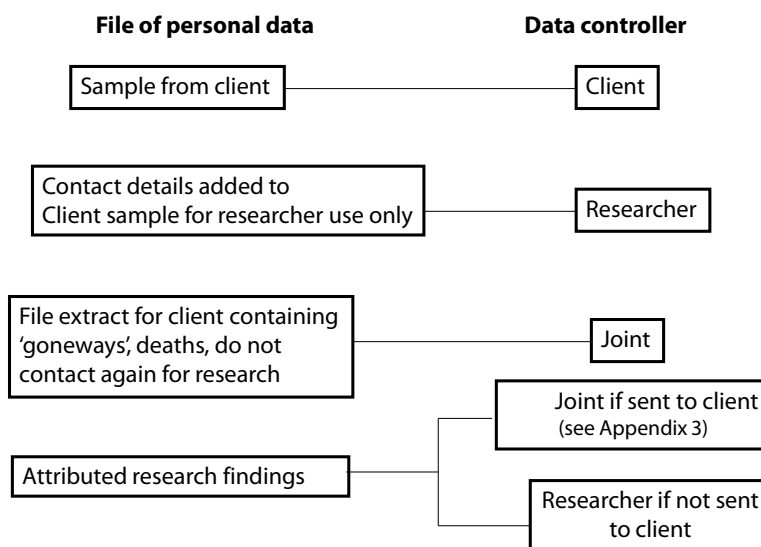 File of personal data
Data controller
Sample from client
Client
Contact details added to
Client sample for researcher use only
Researcher
File extract for client containing
‘goneways’, deaths, do not
contact again for research
Joint
Attributed research findings
Joint if sent to client
(see Appendix 3)
Researcher if not sent
to client